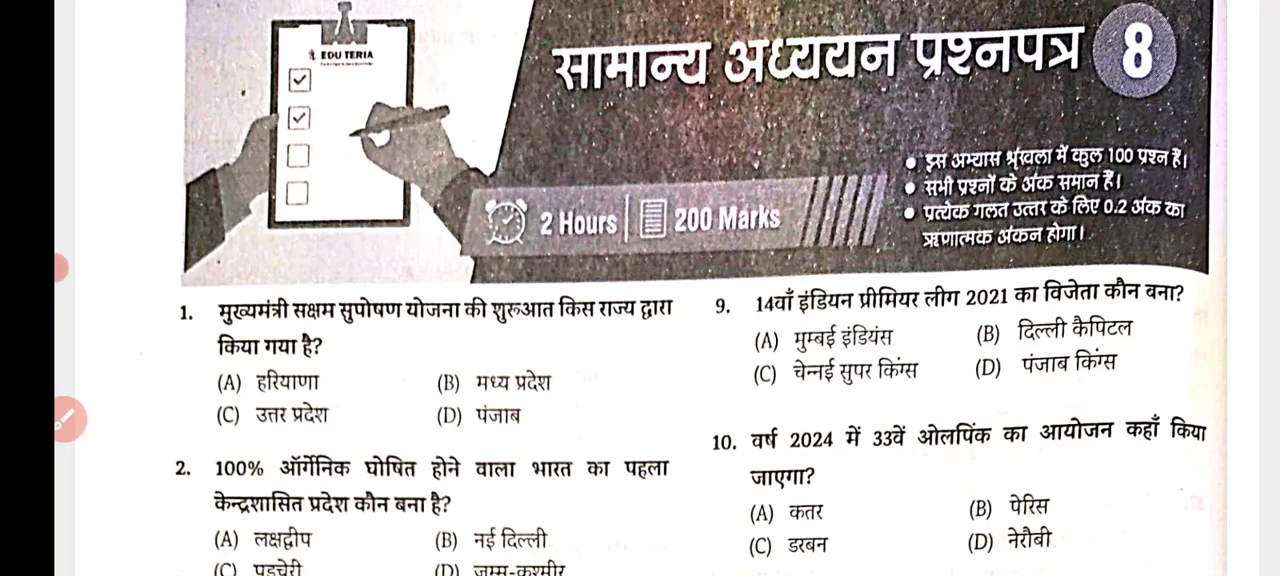 EDU TERIA
सामान्य अध्ययन प्रश्नपत्र 8
• इस अभ्यास श्रृंखला में कुल 100 प्रश्न हैं।
• सभी प्रश्नों के अंक समान हैं।
• प्रत्येक गलत उत्तर के लिए 0.2 अंक का
ऋणात्मक अंकन होगा।
2 Hours | 200 Marks
1. मुख्यमंत्री सक्षम सुपोषण योजना की शुरूआत किस राज्य द्वारा
किया गया है?
(A) हरियाणा (B) मध्य प्रदेश
(C) उत्तर प्रदेश (D) पंजाब
2. 100% ऑर्गेनिक घोषित होने वाला भारत का पहला
केन्द्रशासित प्रदेश कौन बना है?
(A) लक्षद्वीप (B) नई दिल्ली
(C) पुडुचेरी (D) जम्मू-कश्मीर
9. 14वाँ इंडियन प्रीमियर लीग 2021 का विजेता कौन बना?
(A) मुम्बई इंडियंस (B) दिल्ली कैपिटल
(C) चेन्नई सुपर किंग्स (D) पंजाब किंग्स
10. वर्ष 2024 में 33वें ओलपिंक का आयोजन कहाँ किया
जाएगा?
(A) कतर (B) पेरिस
(C) डरबन (D) नेरौबी